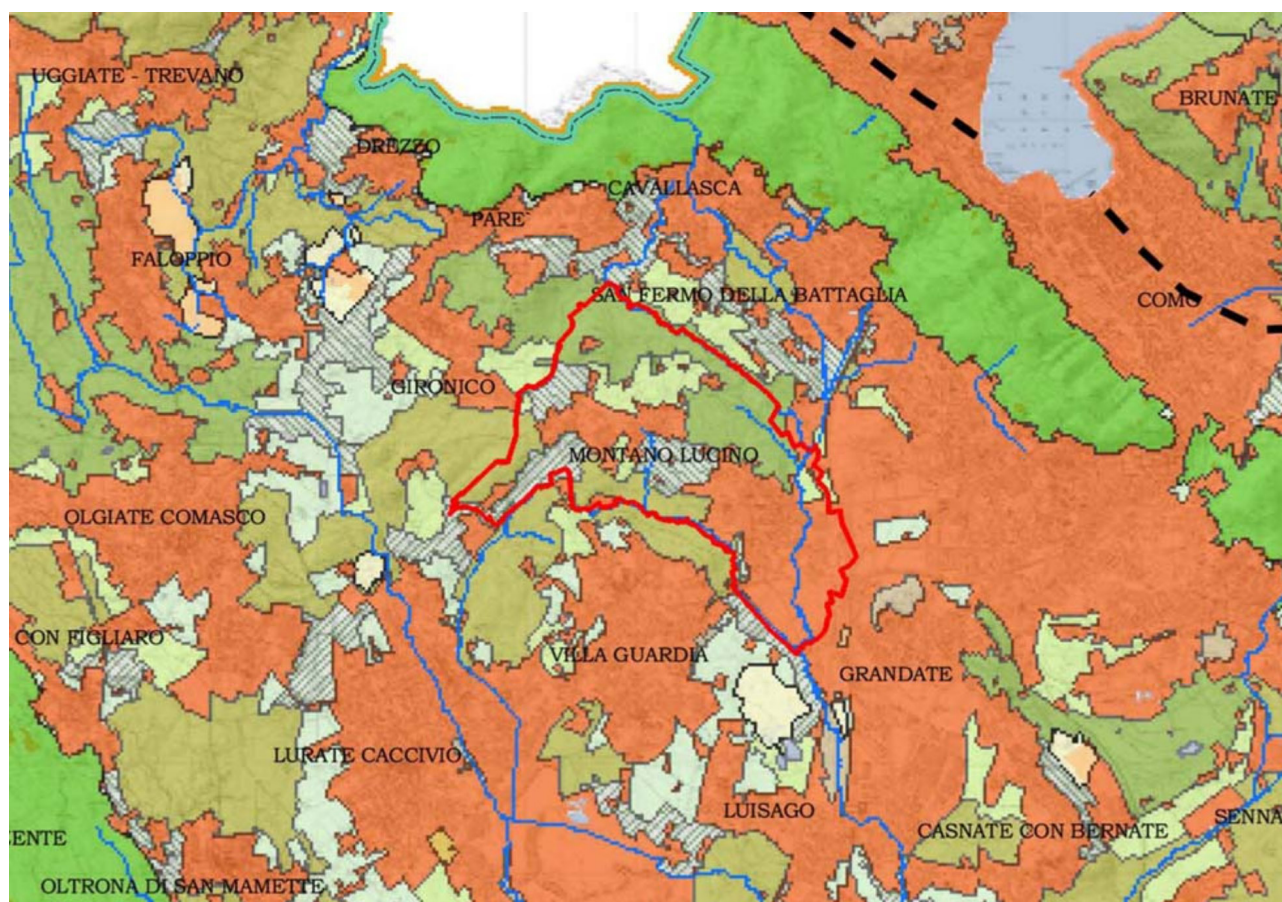 UGGIATE - TREVANO
BRUNATE
DREZZO
CAVALLASCA
PARE`
FALOPPIO
SAN FERMO DELLA BATTAGLIA
COMO
GIRONICO
MONTANO LUCINO
OLGIATE COMASCO
CON FIGLIARO
VILLA GUARDIA
GRANDATE
LURATE CACCIVIO
LUISAGO
CASNATE CON BERNATE
SENNA
ZENTE
OLTRONA DI SAN MAMETTE